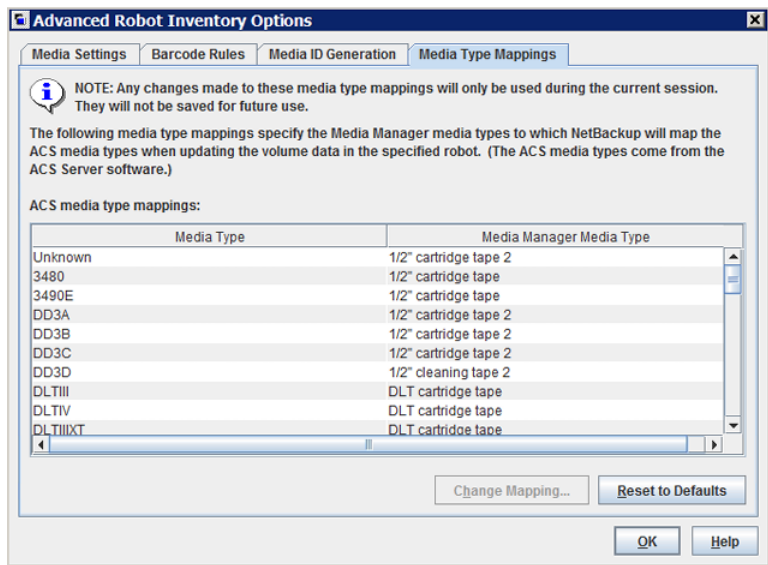 Advanced Robot Inventory Options
Media Settings Barcode Rules Media ID Generation Media Type Mappings
NOTE: Any changes made to these media type mappings will only be used during the current session.
They will not be saved for future use.
The following media type mappings specify the Media Manager media types to which NetBackup will map the
ACS media types when updating the volume data in the specified robot. (The ACS media types come from the
ACS Server software.)
ACS media type mappings:
Media Type Media Manager Media Type
Unknown 1/2" cartridge tape 2
3480 1/2" cartridge tape
3490E 1/2" cartridge tape
DD3A 1/2" cartridge tape 2
DD3B 1/2" cartridge tape 2
DD3C 1/2" cartridge tape 2
DD3D 1/2" cleaning tape 2
DLTIII DLT cartridge tape
DLTIV DLT cartridge tape
DLTIIIXT DLT cartridge tape
Change Mapping... Reset to Defaults
OK Help